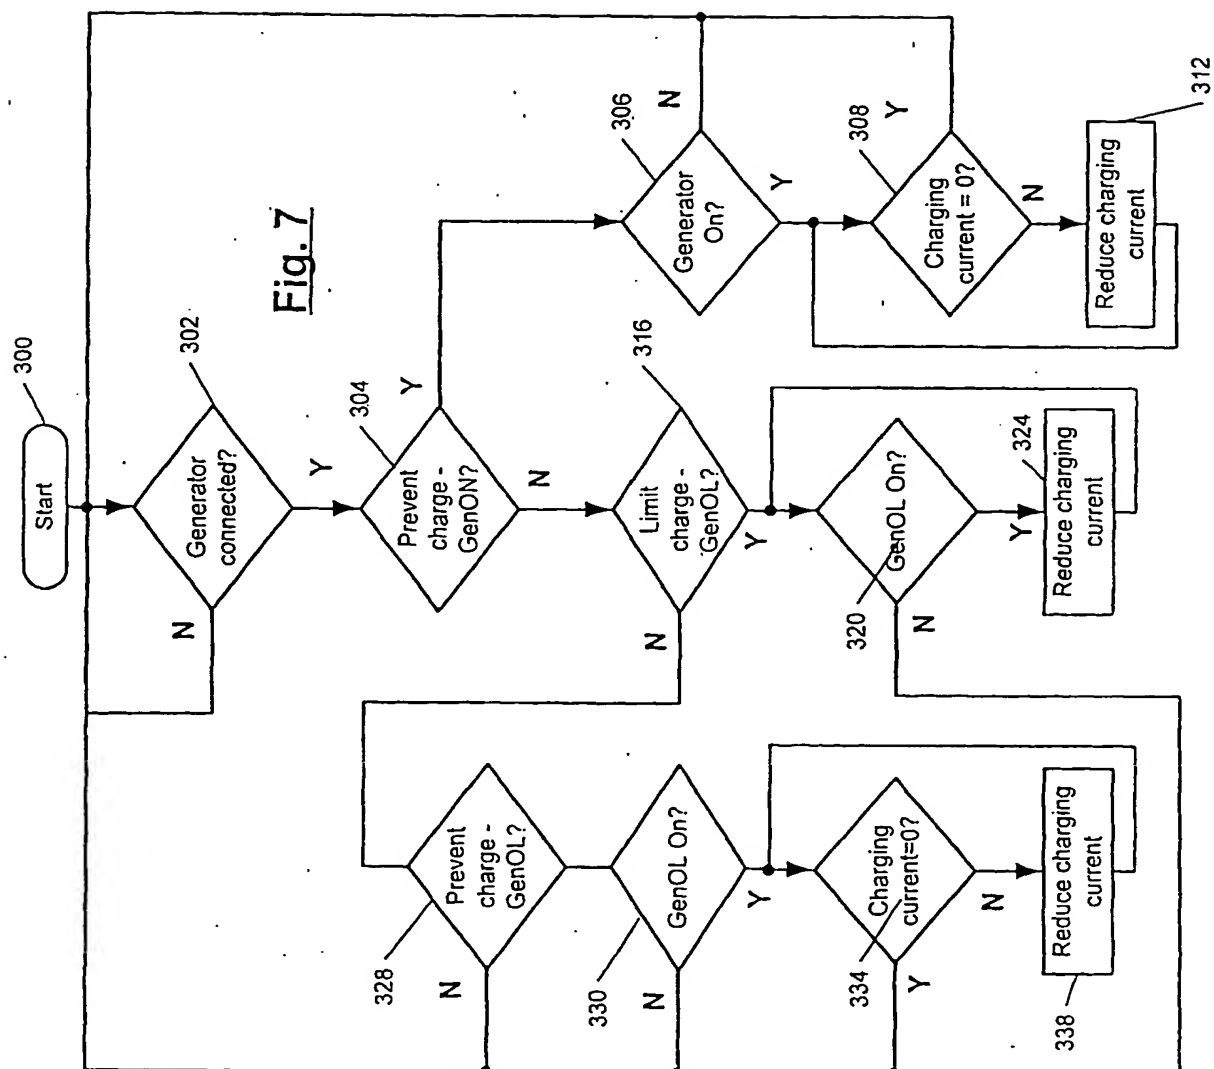 Fig. 7
300
Start
302
Generator
connected?
N
Y
304
Prevent
charge -
GenON?
Y
N
306
Generator
On?
N
Y
308
Charging
current = 0?
Y
N
312
Reduce charging
current
316
Limit
charge -
GenOL?
N
Y
320
GenOL On?
N
Y
324
Reduce charging
current
328
Prevent
charge -
GenOL?
N
330
GenOL On?
N
Y
334
Charging
current=0?
Y
N
338
Reduce charging
current